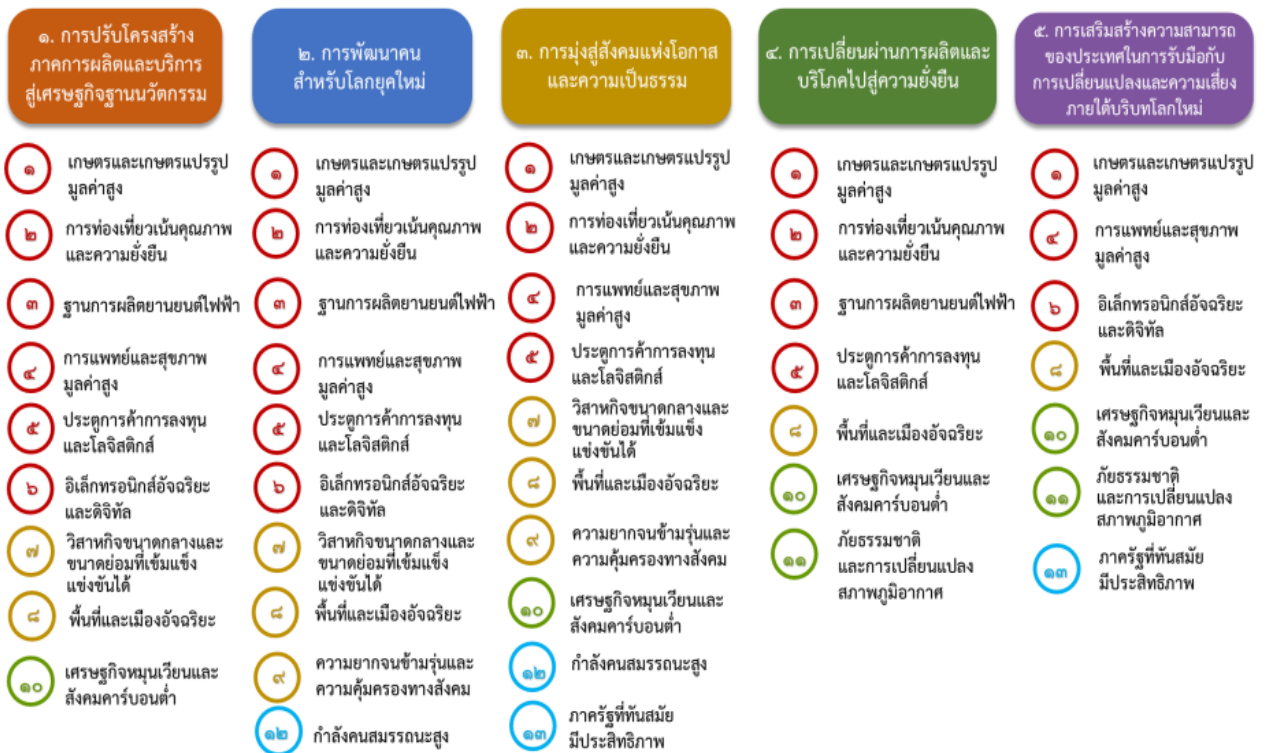 ๑. การปรับโครงสร้าง
ภาคการผลิตและบริการ
สู่เศรษฐกิจฐานนวัตกรรม
๑
เกษตรและเกษตรแปรรูป
มูลค่าสูง
๒
การท่องเที่ยวเน้นคุณภาพ
และความยั่งยืน
๓
ฐานการผลิตยานยนต์ไฟฟ้า
๔
การแพทย์และสุขภาพ
มูลค่าสูง
๕
ประตูการค้าการลงทุน
และโลจิสติกส์
๖
อิเล็กทรอนิกส์อัจฉริยะ
และดิจิทัล
๗
วิสาหกิจขนาดกลางและ
ขนาดย่อมที่เข้มแข็ง
แข่งขันได้
๘
พื้นที่และเมืองอัจฉริยะ
๑๐
เศรษฐกิจหมุนเวียนและ
สังคมคาร์บอนต่ำ
๒. การพัฒนาคน
สำหรับโลกยุคใหม่
๑
เกษตรและเกษตรแปรรูป
มูลค่าสูง
๒
การท่องเที่ยวเน้นคุณภาพ
และความยั่งยืน
๓
ฐานการผลิตยานยนต์ไฟฟ้า
๔
การแพทย์และสุขภาพ
มูลค่าสูง
๕
ประตูการค้าการลงทุน
และโลจิสติกส์
๖
อิเล็กทรอนิกส์อัจฉริยะ
และดิจิทัล
๗
วิสาหกิจขนาดกลางและ
ขนาดย่อมที่เข้มแข็ง
แข่งขันได้
๘
พื้นที่และเมืองอัจฉริยะ
๙
ความยากจนข้ามรุ่นและ
ความคุ้มครองทางสังคม
๑๒
กำลังคนสมรรถนะสูง
๓. การมุ่งสู่สังคมแห่งโอกาส
และความเป็นธรรม
๑
เกษตรและเกษตรแปรรูป
มูลค่าสูง
๒
การท่องเที่ยวเน้นคุณภาพ
และความยั่งยืน
๔
การแพทย์และสุขภาพ
มูลค่าสูง
๕
ประตูการค้าการลงทุน
และโลจิสติกส์
๗
วิสาหกิจขนาดกลางและ
ขนาดย่อมที่เข้มแข็ง
แข่งขันได้
๘
พื้นที่และเมืองอัจฉริยะ
๙
ความยากจนข้ามรุ่นและ
ความคุ้มครองทางสังคม
๑๐
เศรษฐกิจหมุนเวียนและ
สังคมคาร์บอนต่ำ
๑๒
กำลังคนสมรรถนะสูง
๑๓
ภาครัฐที่ทันสมัย
มีประสิทธิภาพ
๔. การเปลี่ยนผ่านการผลิตและ
บริโภคไปสู่ความยั่งยืน
๑
เกษตรและเกษตรแปรรูป
มูลค่าสูง
๒
การท่องเที่ยวเน้นคุณภาพ
และความยั่งยืน
๓
ฐานการผลิตยานยนต์ไฟฟ้า
๕
ประตูการค้าการลงทุน
และโลจิสติกส์
๘
พื้นที่และเมืองอัจฉริยะ
๑๐
เศรษฐกิจหมุนเวียนและ
สังคมคาร์บอนต่ำ
๑๑
ภัยธรรมชาติ
และการเปลี่ยนแปลง
สภาพภูมิอากาศ
๕. การเสริมสร้างความสามารถ
ของประเทศในการรับมือกับ
การเปลี่ยนแปลงและความเสี่ยง
ภายใต้บริบทโลกใหม่
๑
เกษตรและเกษตรแปรรูป
มูลค่าสูง
๔
การแพทย์และสุขภาพ
มูลค่าสูง
๖
อิเล็กทรอนิกส์อัจฉริยะ
และดิจิทัล
๘
พื้นที่และเมืองอัจฉริยะ
๑๐
เศรษฐกิจหมุนเวียนและ
สังคมคาร์บอนต่ำ
๑๑
ภัยธรรมชาติ
และการเปลี่ยนแปลง
สภาพภูมิอากาศ
๑๓
ภาครัฐที่ทันสมัย
มีประสิทธิภาพ